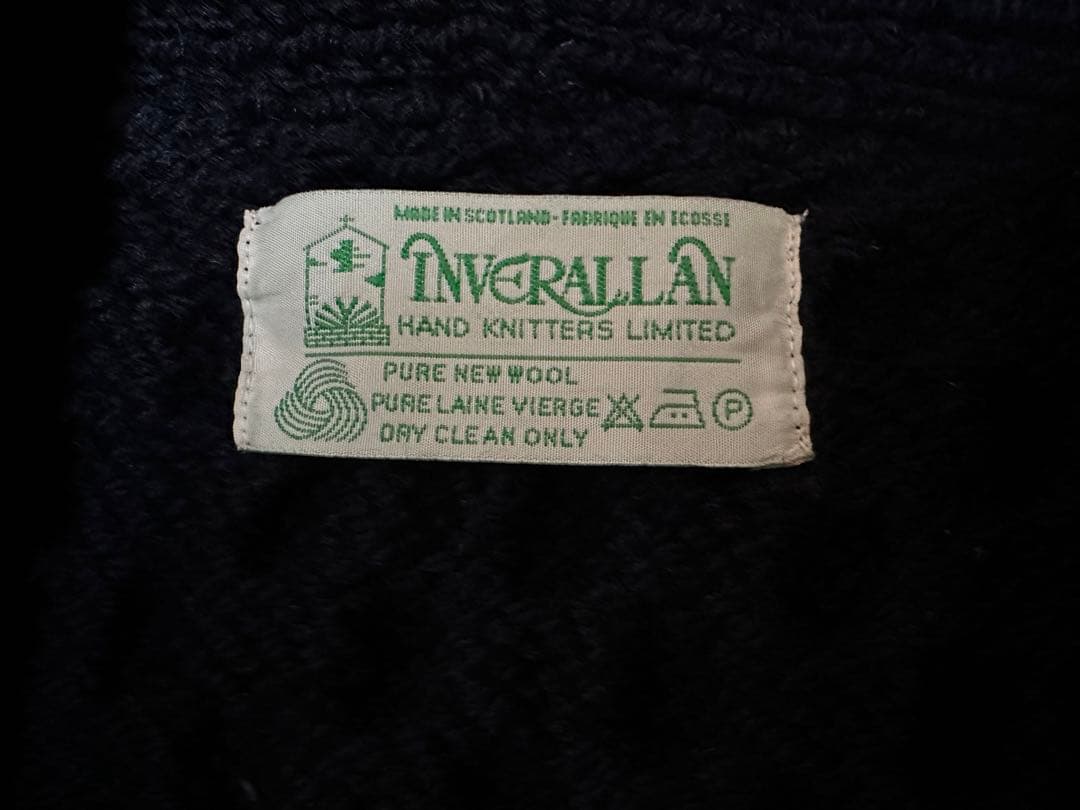 MADE IN SCOTLAND - FABRIQUE EN ECOSSE
INVERALLAN
HAND KNITTERS LIMITED
PURE NEW WOOL
PURE LAINE VIERGE
P
DRY CLEAN ONLY